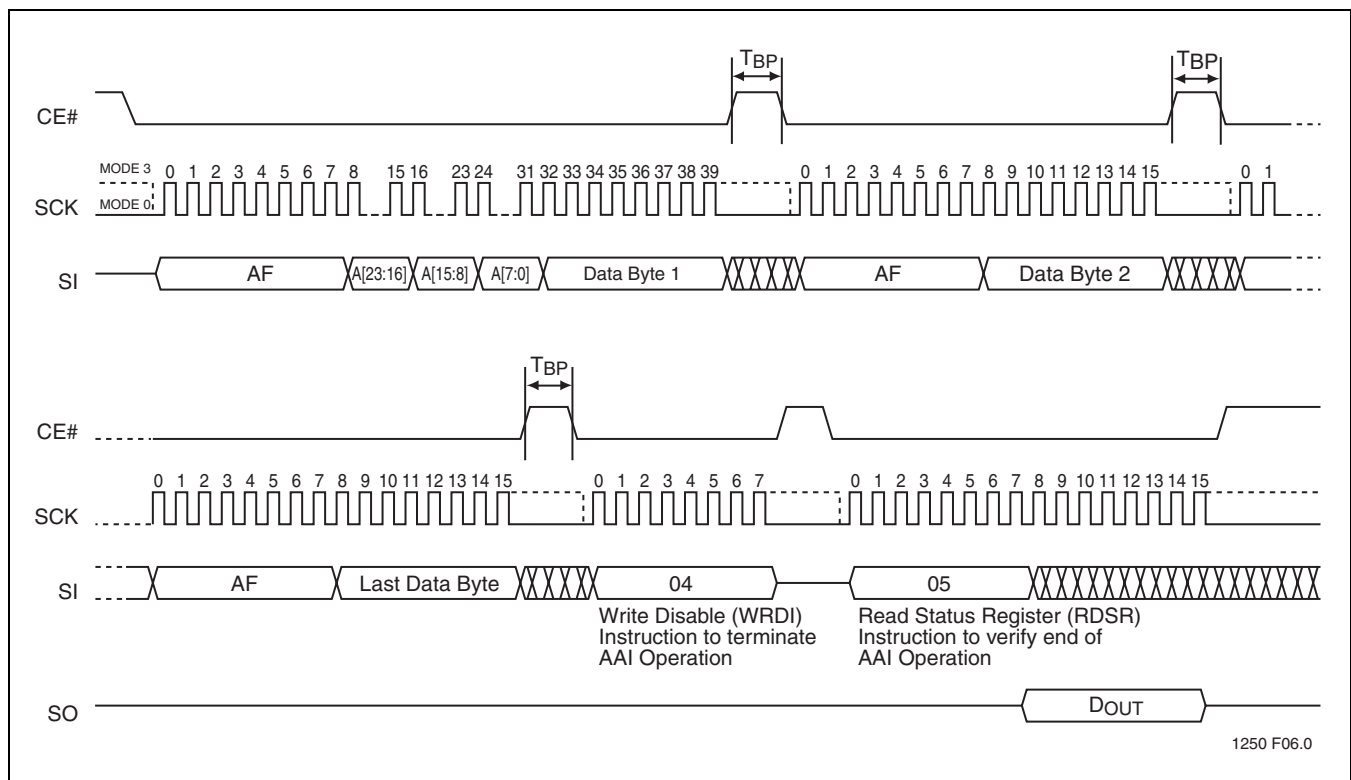 TBP TBP
CE#
MODE 3 0 1 2 3 4 5 6 7 8 15 16 23 24 31 32 33 34 35 36 37 38 39 0 1 2 3 4 5 6 7 8 9 10 11 12 13 14 15 0 1
SCK MODE 0
SI AF A[23:16] A[15:8] A[7:0] Data Byte 1 AF Data Byte 2
TBP
CE#
0 1 2 3 4 5 6 7 8 9 10 11 12 13 14 15 0 1 2 3 4 5 6 7 0 1 2 3 4 5 6 7 8 9 10 11 12 13 14 15
SCK
SI AF Last Data Byte 04 05
Write Disable (WRDI) Read Status Register (RDSR)
Instruction to terminate Instruction to verify end of
AAI Operation AAI Operation
SO DOUT
1250 F06.0